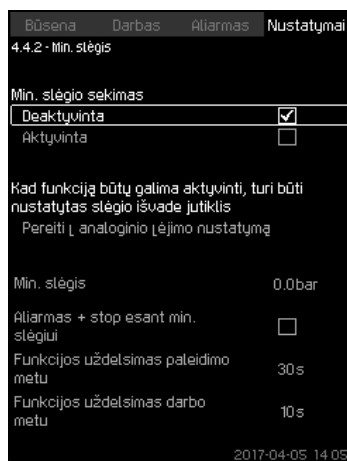 Būsena Darbas Aliarmas Nustatymai
4.4.2 - Min. slėgis
Min. slėgio sekimas
Deaktyvinta
Aktyvinta
Kad funkciją būtų galima aktyvinti, turi būti
nustatytas slėgio išvade jutiklis
Pereiti į analoginio įėjimo nustatymą
Min. slėgis 0.0bar
Aliarmas + stop esant min.
slėgiui
Funkcijos uždelsimas paleidimo
metu 30s
Funkcijos uždelsimas darbo
metu 10s
2017-04-05 14:05